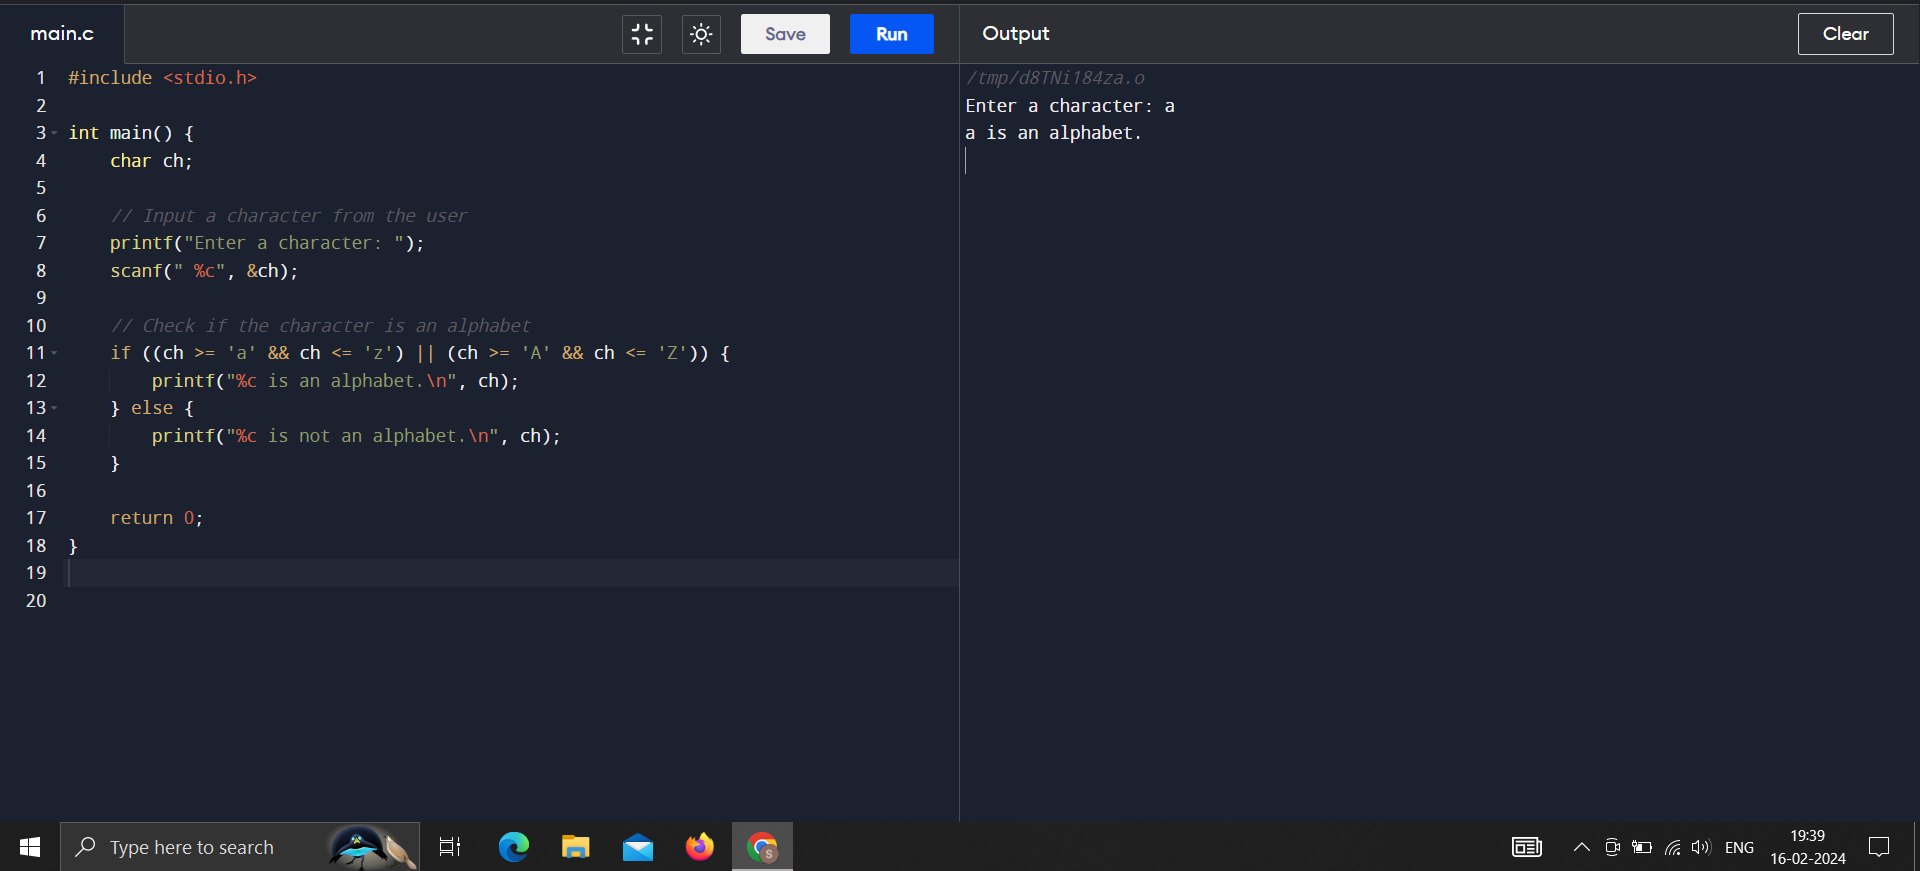 main.c
Save
Run
Output
Clear
1 #include <stdio.h>
2
3 int main() {
4     char ch;
5
6     // Input a character from the user
7     printf("Enter a character: ");
8     scanf(" %c", &ch);
9
10     // Check if the character is an alphabet
11     if ((ch >= 'a' && ch <= 'z') || (ch >= 'A' && ch <= 'Z')) {
12         printf("%c is an alphabet.\n", ch);
13     } else {
14         printf("%c is not an alphabet.\n", ch);
15     }
16
17     return 0;
18 }
19
20
/tmp/d8TNi184za.o
Enter a character: a
a is an alphabet.
Type here to search
S
ENG
19:39
16-02-2024